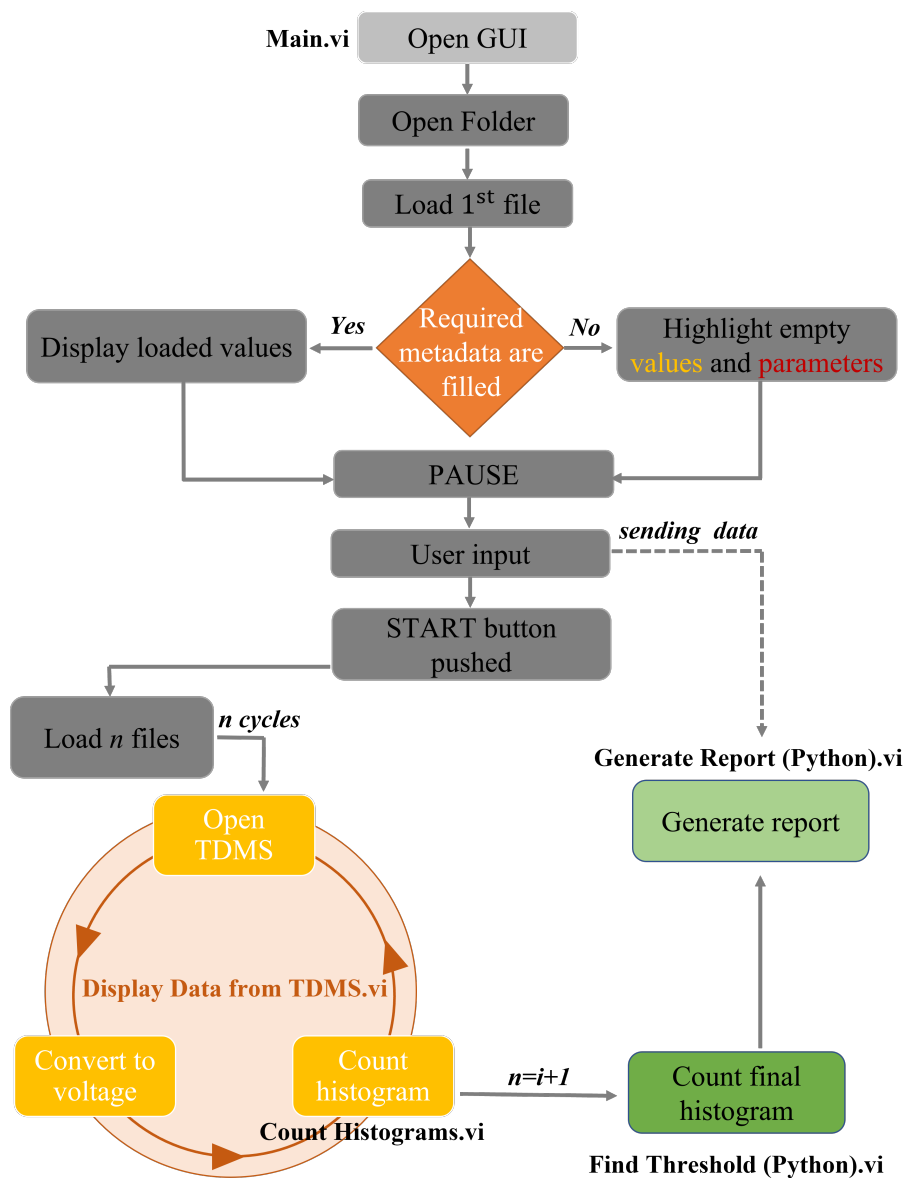 Main.vi
Open GUI
Open Folder
Load 1st file
Required
metadata are
filled
Yes
No
Display loaded values
Highlight empty
values and parameters
PAUSE
User input
sending data
START button
pushed
Load n files
n cycles
Generate Report (Python).vi
Generate report
Open
TDMS
Display Data from TDMS.vi
Convert to
voltage
Count
histogram
Count Histograms.vi
n=i+1
Count final
histogram
Find Threshold (Python).vi